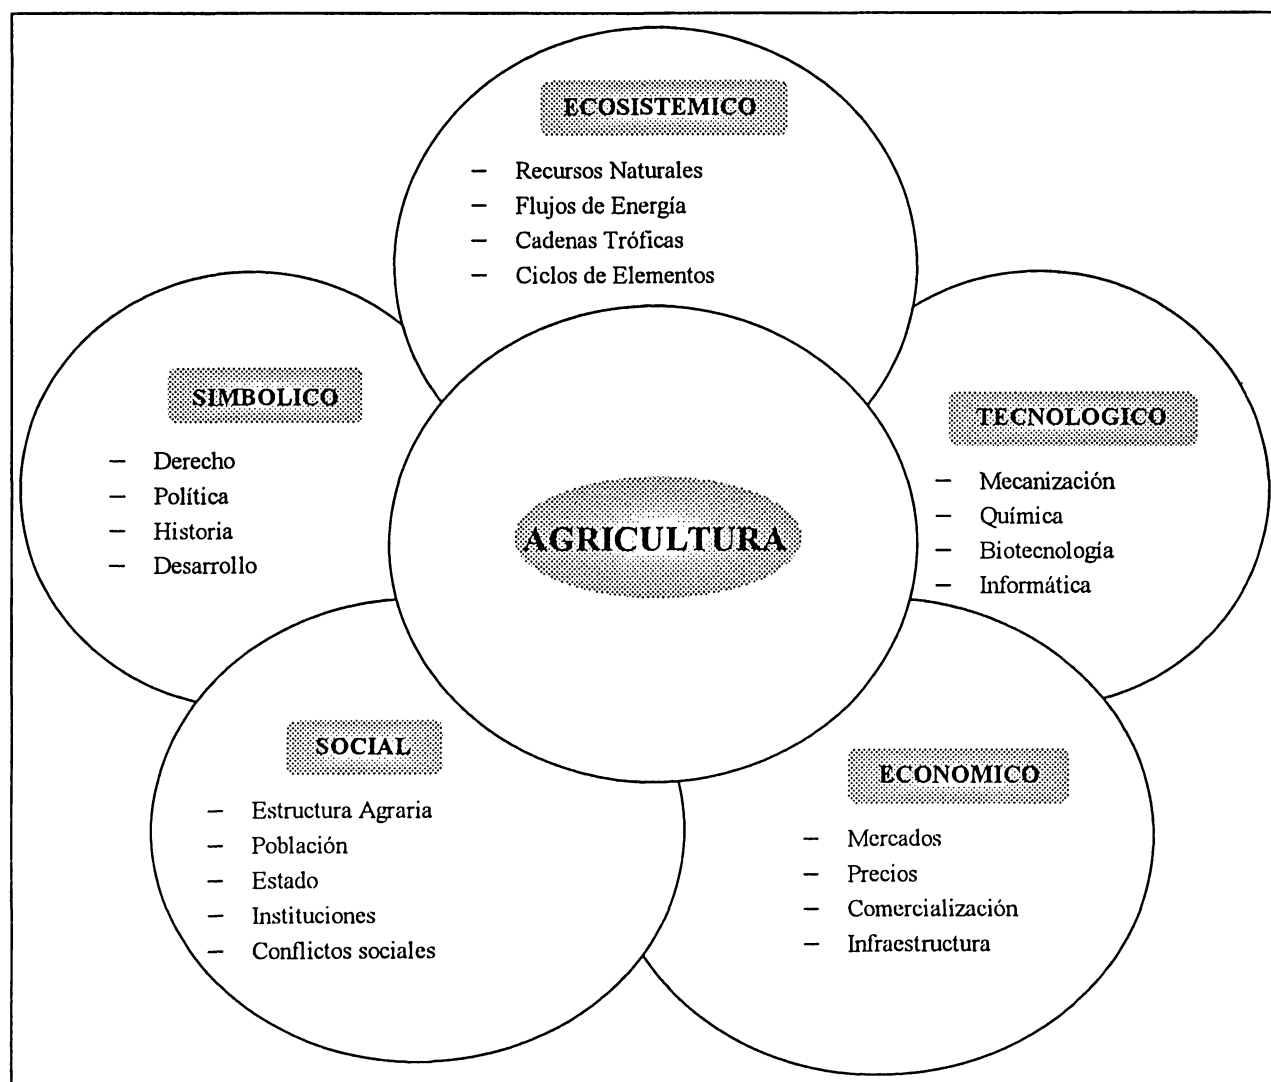 ECOSISTEMICO
– Recursos Naturales
– Flujos de Energía
– Cadenas Tróficas
– Ciclos de Elementos
SIMBOLICO
– Derecho
– Política
– Historia
– Desarrollo
TECNOLOGICO
– Mecanización
– Química
– Biotecnología
– Informática
AGRICULTURA
SOCIAL
– Estructura Agraria
– Población
– Estado
– Instituciones
– Conflictos sociales
ECONOMICO
– Mercados
– Precios
– Comercialización
– Infraestructura